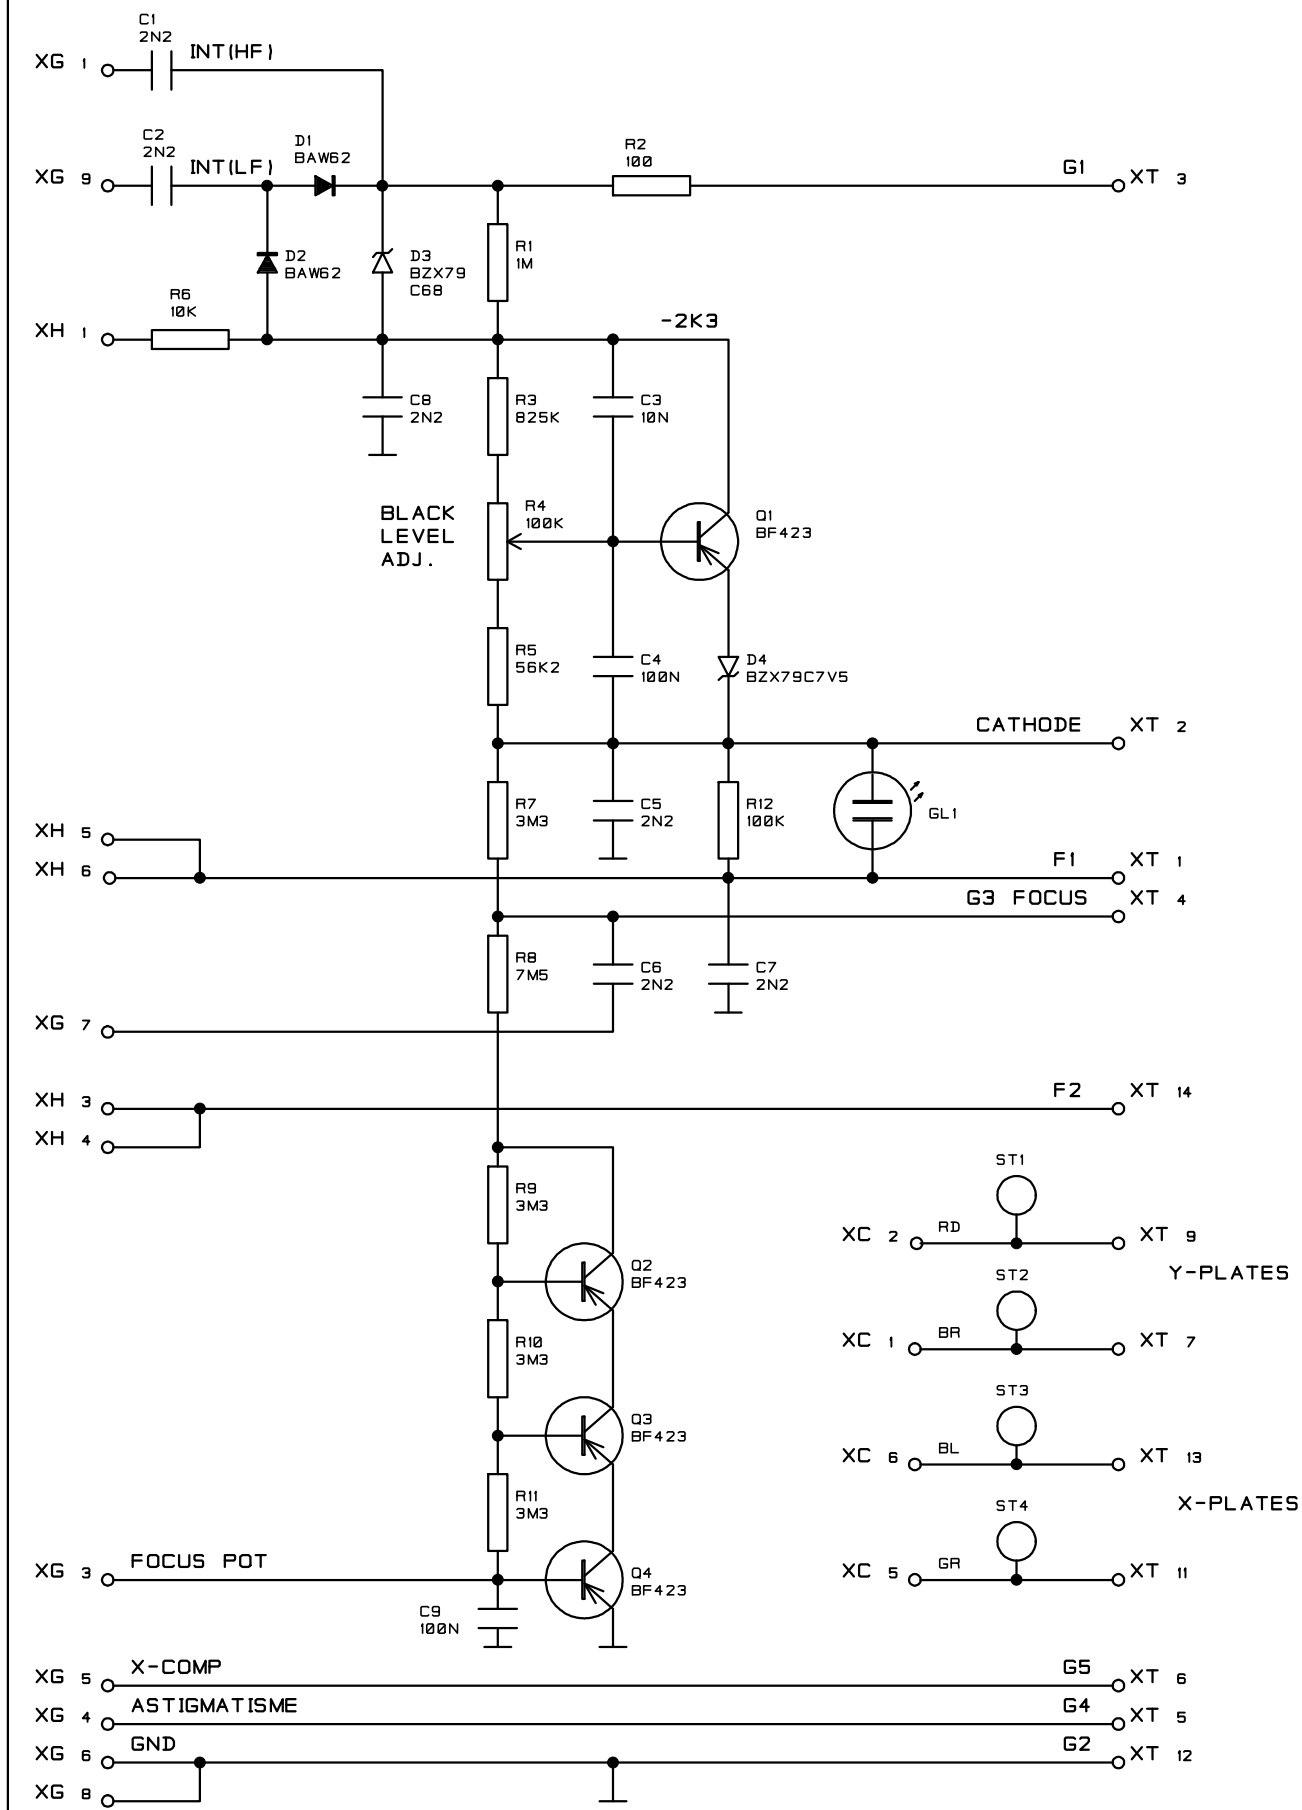 C1
2N2
XG 1
INT(HF)
C2
2N2
D1
BAW62
R2
100
XG 9
INT(LF)
G1
XT 3
D2
BAW62
D3
BZX79
C68
R1
1M
R6
10K
XH 1
-2K3
C8
2N2
R3
825K
C3
10N
BLACK
LEVEL
ADJ.
R4
100K
Q1
BF423
R5
56K2
C4
100N
D4
BZX79C7V5
CATHODE
XT 2
R7
3M3
C5
2N2
R12
100K
GL1
XH 5
XH 6
F1
XT 1
G3 FOCUS
XT 4
R8
7M5
C6
2N2
C7
2N2
XG 7
XH 3
F2
XT 14
XH 4
R9
3M3
ST1
XC 2
RD
XT 9
Q2
BF423
Y-PLATES
ST2
R10
3M3
XC 1
BR
XT 7
Q3
BF423
ST3
XC 6
BL
XT 13
R11
3M3
X-PLATES
ST4
XG 3
FOCUS POT
Q4
BF423
XC 5
GR
XT 11
C9
100N
XG 5
X-COMP
G5
XT 6
XG 4
ASTIGMATISME
G4
XT 5
XG 6
GND
G2
XT 12
XG 8